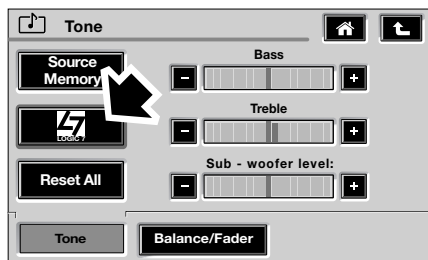 Tone
Source
Memory
Bass
Treble
LOGIC 7
Sub - woofer level:
Reset All
Tone
Balance/Fader